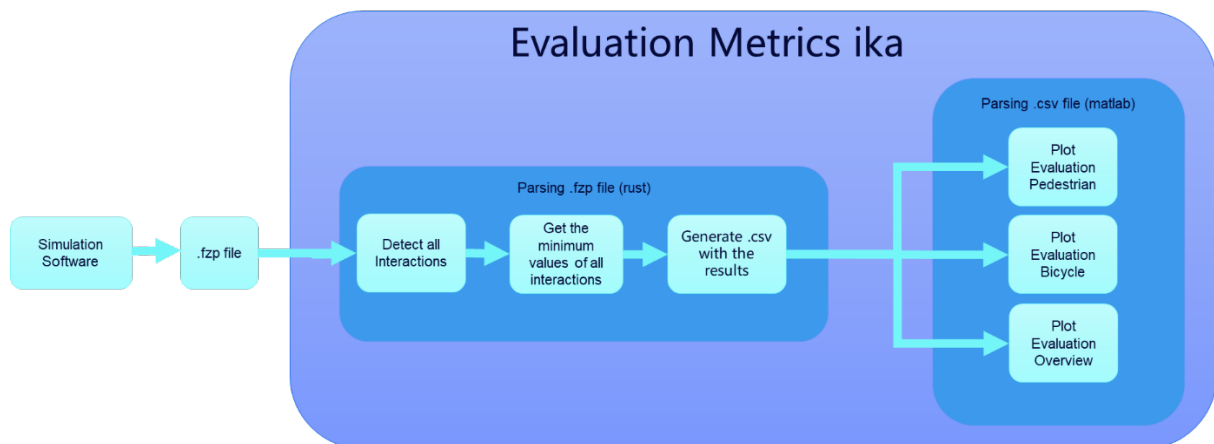 Evaluation Metrics ika
Parsing .csv file (matlab)
Plot
Evaluation
Pedestrian
Parsing .fzp file (rust)
Simulation
Software
.fzp file
Detect all
Interactions
Get the
minimum
values of all
interactions
Generate .csv
with the
results
Plot
Evaluation
Bicycle
Plot
Evaluation
Overview